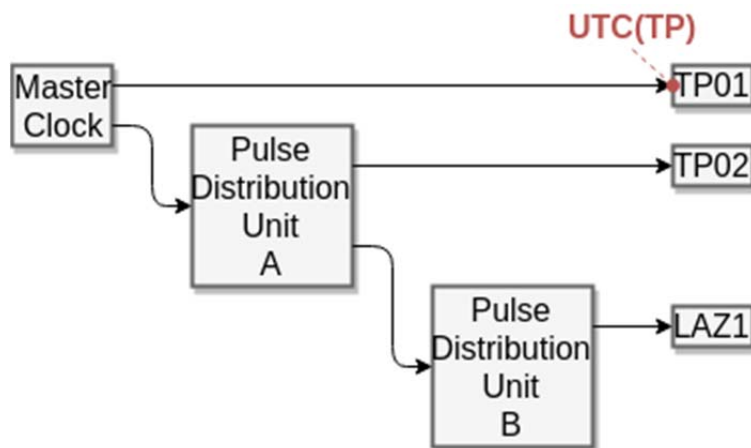 UTC(TP)
Master
Clock
TP01
Pulse
Distribution
Unit
A
TP02
Pulse
Distribution
Unit
B
LAZ1